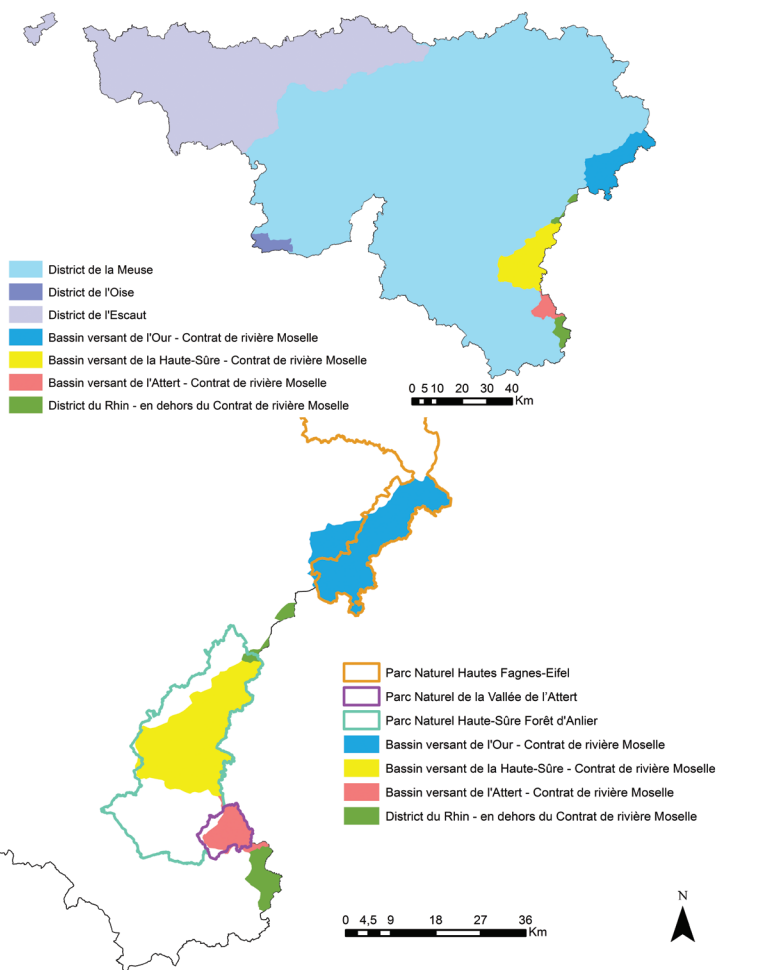 District de la Meuse
District de l'Oise
District de l'Escaut
Bassin versant de l'Our - Contrat de rivière Moselle
Bassin versant de la Haute-Sûre - Contrat de rivière Moselle
Bassin versant de l'Attert - Contrat de rivière Moselle
District du Rhin - en dehors du Contrat de rivière Moselle
0 5 10 20 30 40
Km
Parc Naturel Hautes Fagnes-Eifel
Parc Naturel de la Vallée de l'Attert
Parc Naturel Haute-Sûre Forêt d'Anlier
Bassin versant de l'Our - Contrat de rivière Moselle
Bassin versant de la Haute-Sûre - Contrat de rivière Moselle
Bassin versant de l'Attert - Contrat de rivière Moselle
District du Rhin - en dehors du Contrat de rivière Moselle
N
0 4,5 9 18 27 36
Km